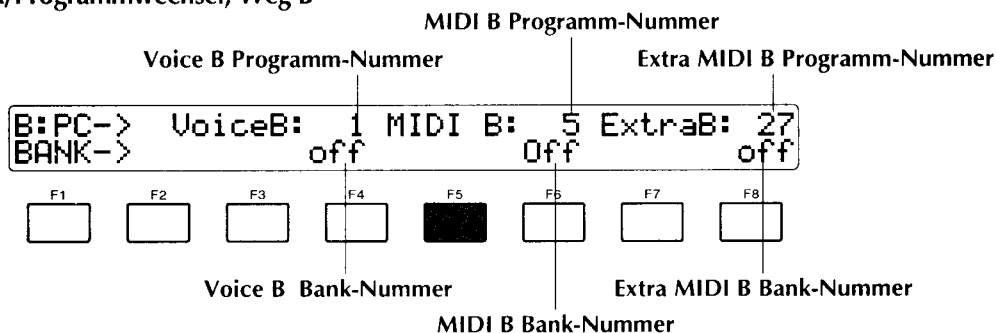 /Programmwechsel, Weg B
MIDI B Programm-Nummer
Voice B Programm-Nummer
Extra MIDI B Programm-Nummer
B:PC-> VoiceB: 1 MIDI B: 5 ExtraB: 27
BANK-> off Off off
F1 F2 F3 F4 F5 F6 F7 F8
Voice B Bank-Nummer
Extra MIDI B Bank-Nummer
MIDI B Bank-Nummer